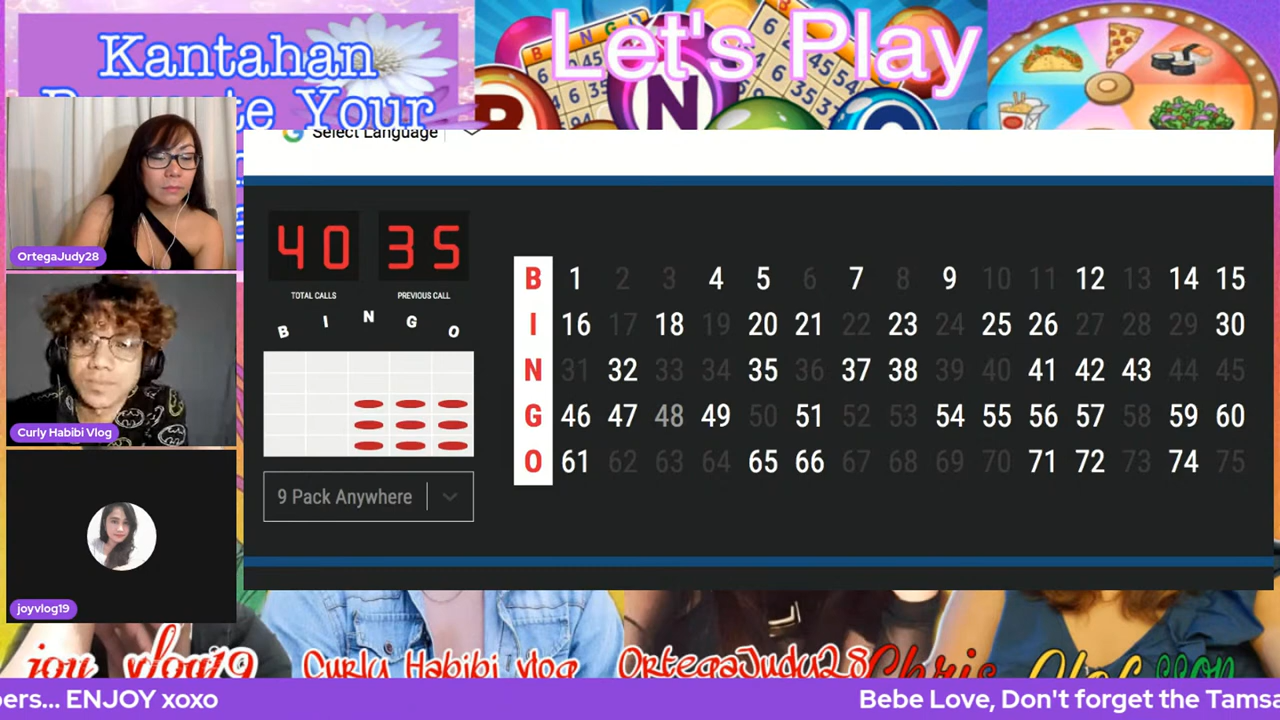 Kantahan
Let's Play
Select Language
OrtegaJudy28
Curly Habibi Vlog
joyvlog19
40 35
TOTAL CALLS PREVIOUS CALL
B I N G O
9 Pack Anywhere
B 1 2 3 4 5 6 7 8 9 10 11 12 13 14 15
I 16 17 18 19 20 21 22 23 24 25 26 27 28 29 30
N 31 32 33 34 35 36 37 38 39 40 41 42 43 44 45
G 46 47 48 49 50 51 52 53 54 55 56 57 58 59 60
O 61 62 63 64 65 66 67 68 69 70 71 72 73 74 75
joy vlog19 Curly Habibi vlog OrtegaJudy28 Chris
ENJOY xoxo Bebe Love, Don't forget the